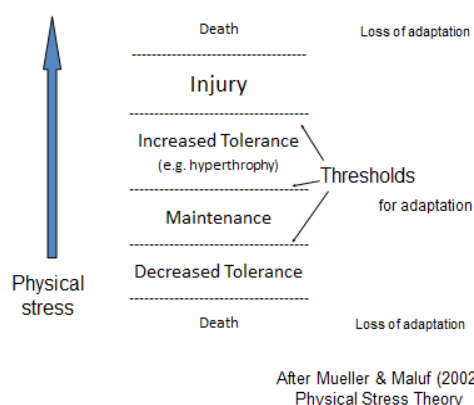 Death
Loss of adaptation
Injury
Increased Tolerance
(e.g. hyperthrophy)
Thresholds
for adaptation
Maintenance
Decreased Tolerance
Physical
stress
Death
Loss of adaptation
After Mueller & Maluf (2002
Physical Stress Theory